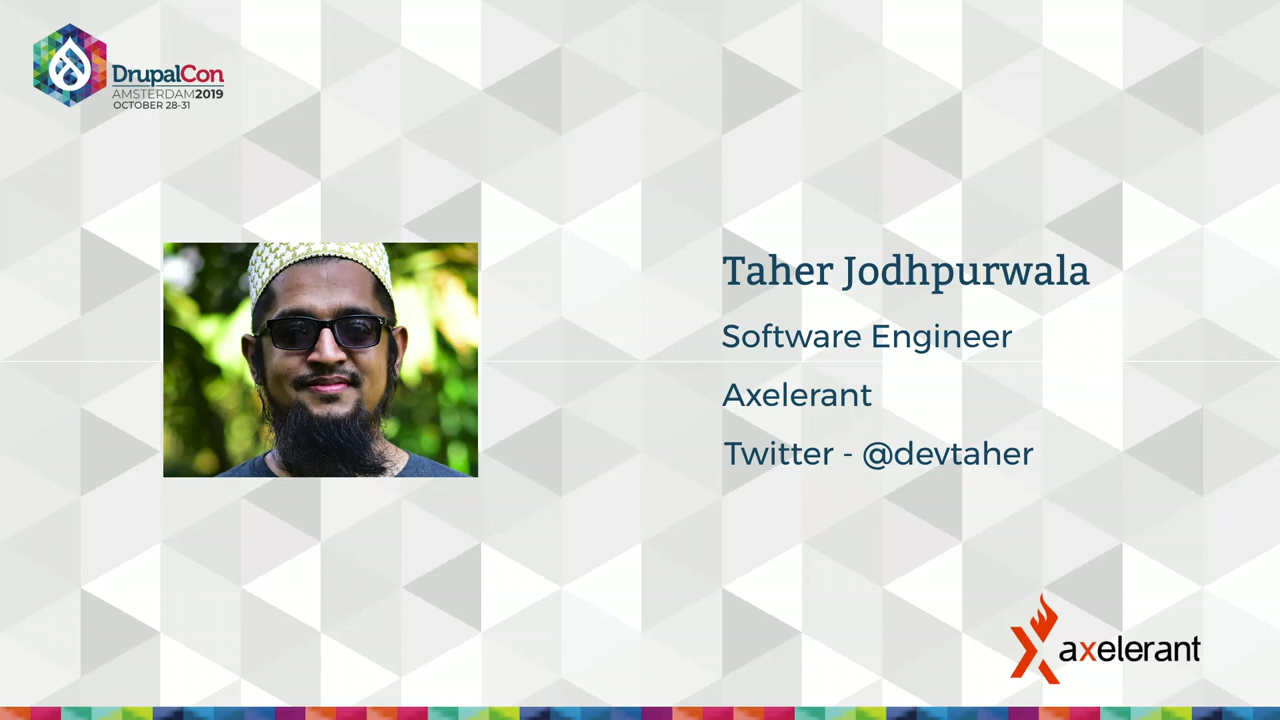 DrupalCon
AMSTERDAM2019
OCTOBER 28-31
Taher Jodhpurwala
Software Engineer
Axelerant
Twitter - @devtaher
axelerant